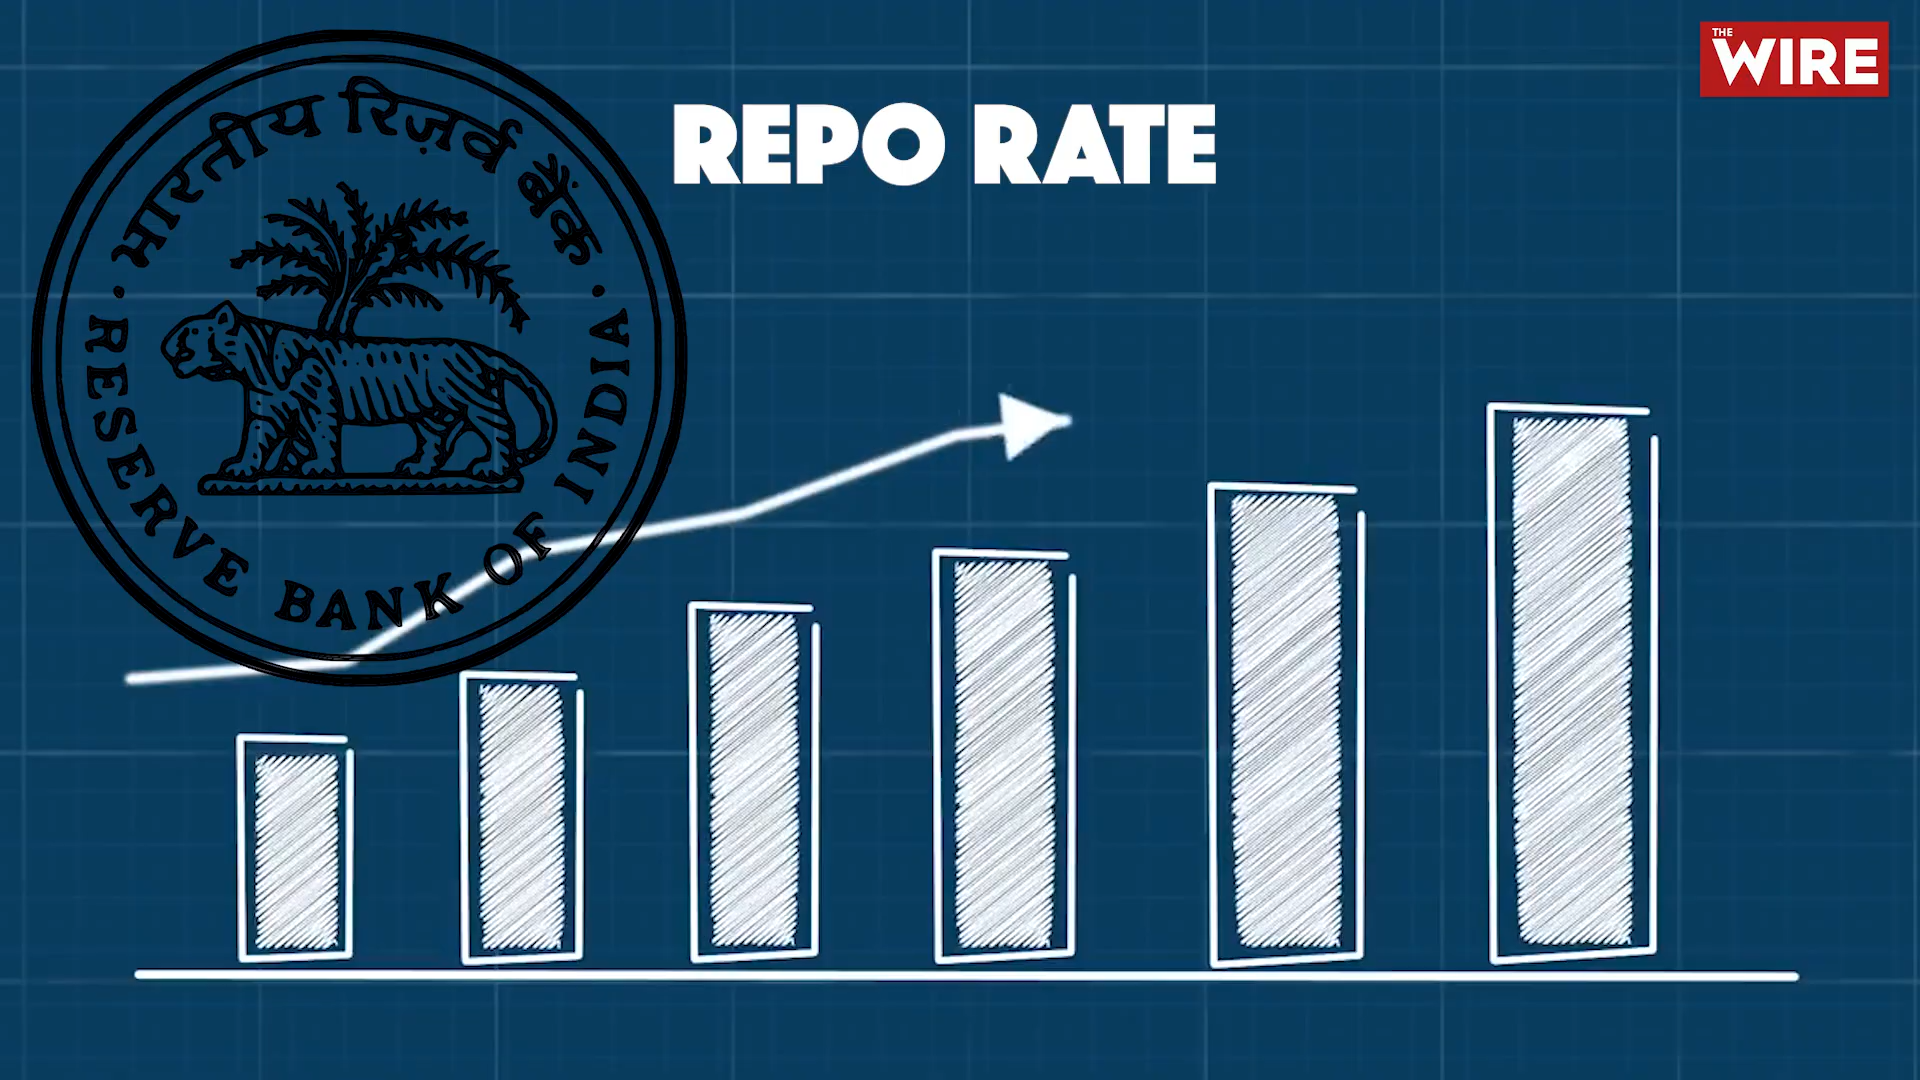 भारतीय रिज़र्व बैंक
RESERVE BANK OF INDIA
REPO RATE
THE
WIRE